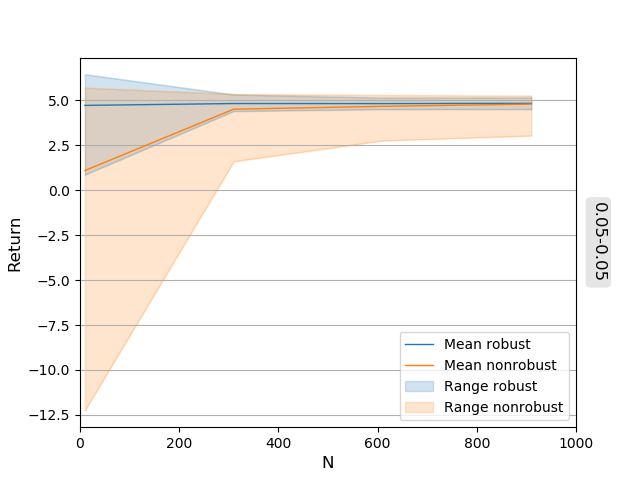 5.0
2.5
0.0
−2.5
−5.0
−7.5
−10.0
−12.5
Return
0 200 400 600 800 1000
N
Mean robust
Mean nonrobust
Range robust
Range nonrobust
0.05-0.05